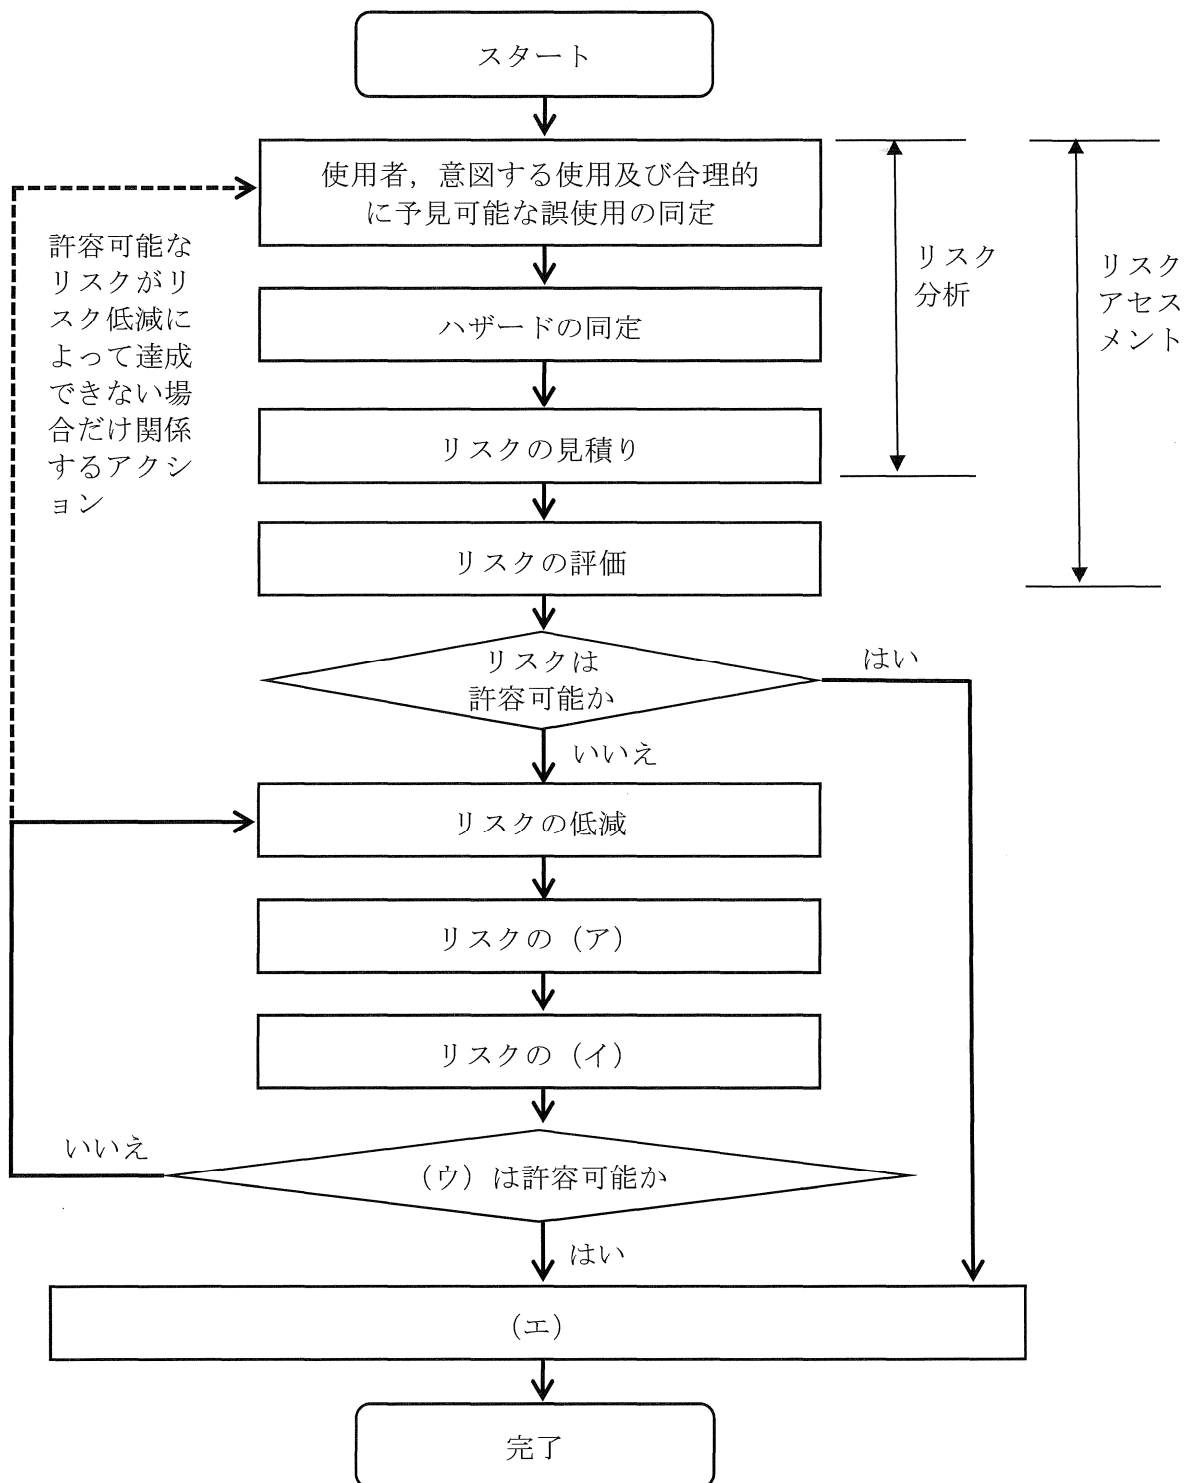 スタート
使用者，意図する使用及び合理的
に予見可能な誤使用の同定
許容可能な
リスクがリ
スク低減に
よって達成
できない場
合だけ関係
するアクシ
ョン
リスク
分析
リスク
アセス
メント
ハザードの同定
リスクの見積り
リスクの評価
リスクは
許容可能か
はい
いいえ
リスクの低減
リスクの（ア）
リスクの（イ）
いいえ
（ウ）は許容可能か
はい
（エ）
完了